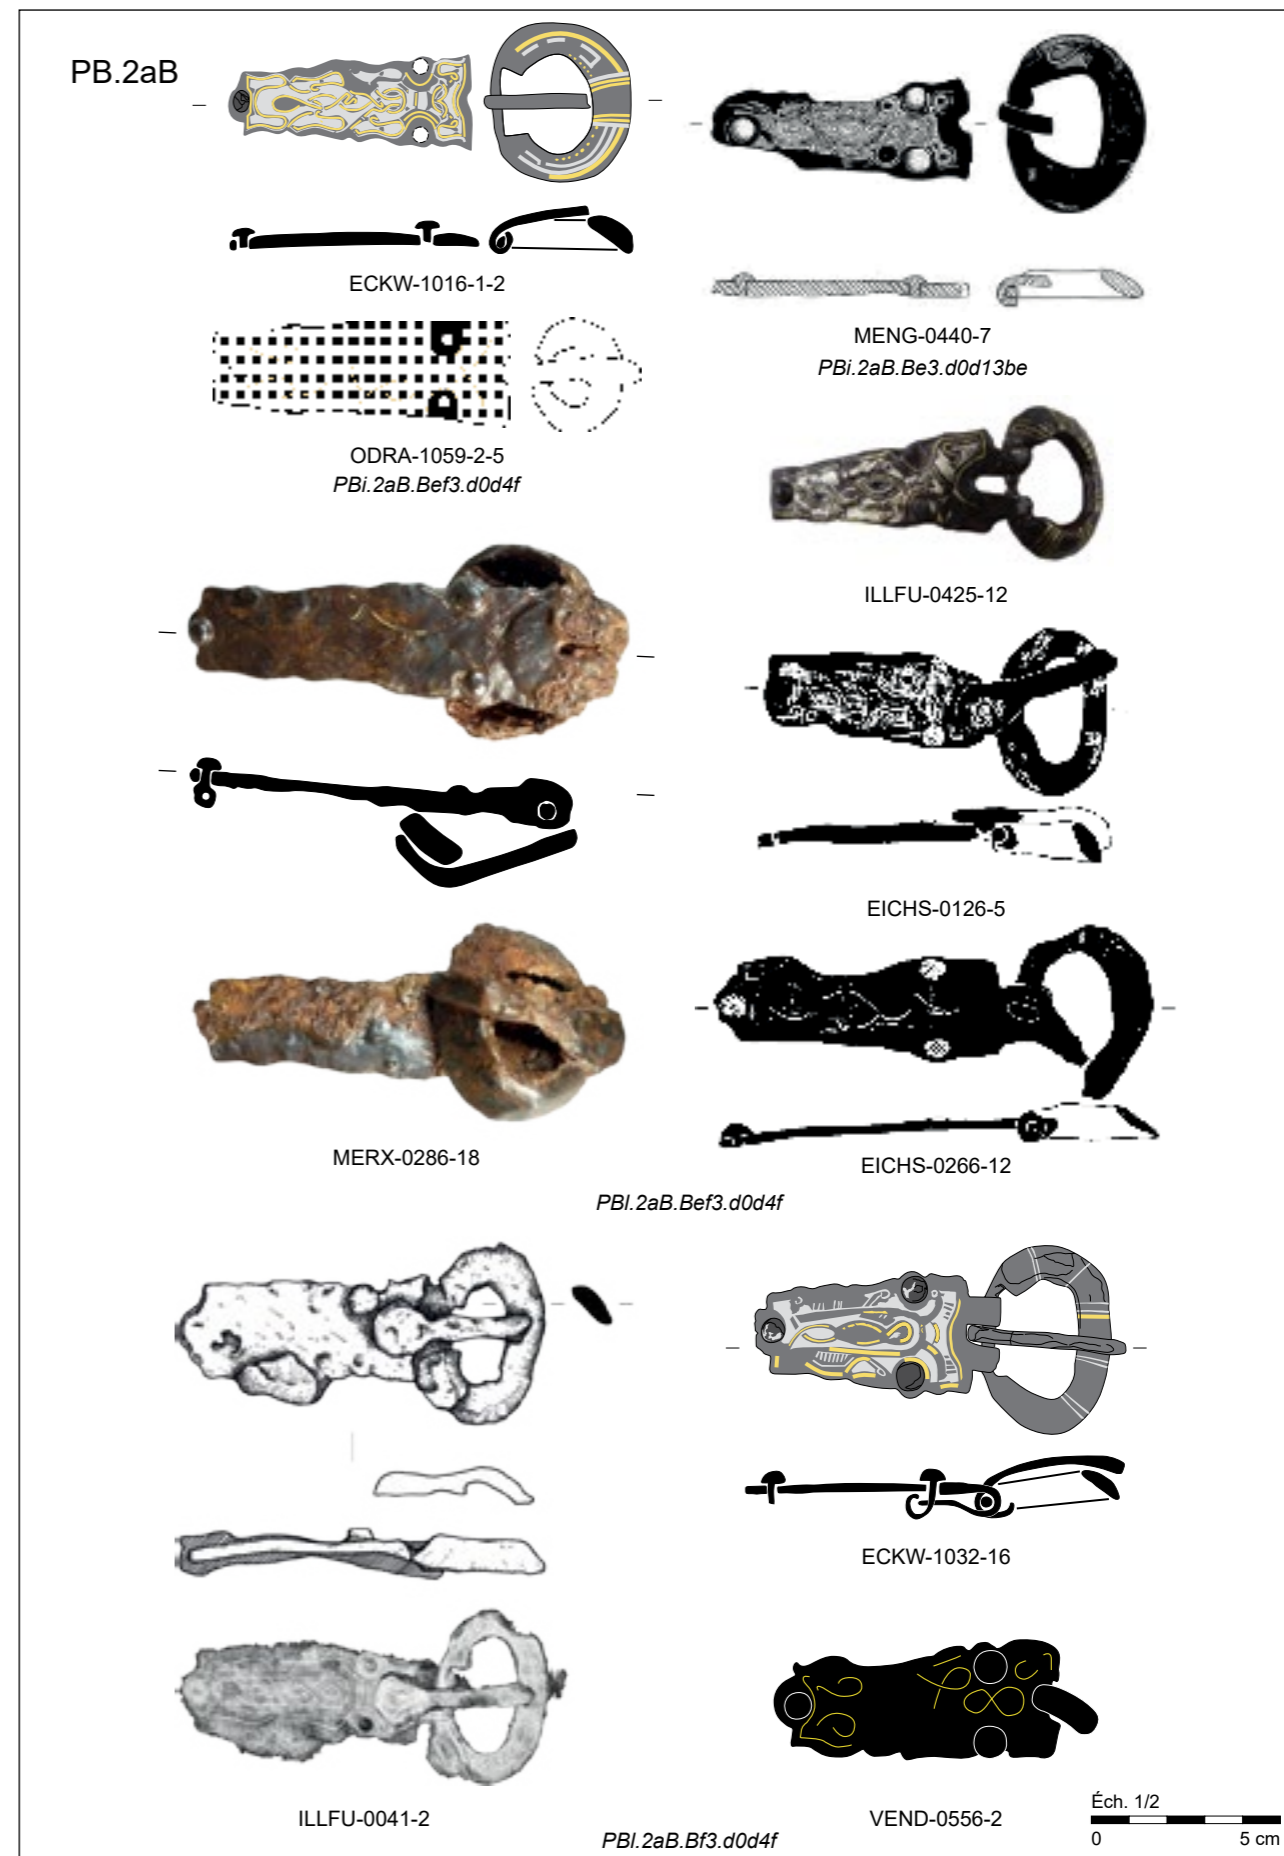 PB.2aB
ECKW-1016-1-2
MENG-0440-7
PBi.2aB.Be3.d0d13be
ODRA-1059-2-5
PBi.2aB.Bef3.d0d4f
ILLFU-0425-12
EICHS-0126-5
MERX-0286-18
EICHS-0266-12
PBl.2aB.Bef3.d0d4f
ECKW-1032-16
ILLFU-0041-2
VEND-0556-2
PBl.2aB.Bf3.d0d4f
Éch. 1/2
0 5 cm